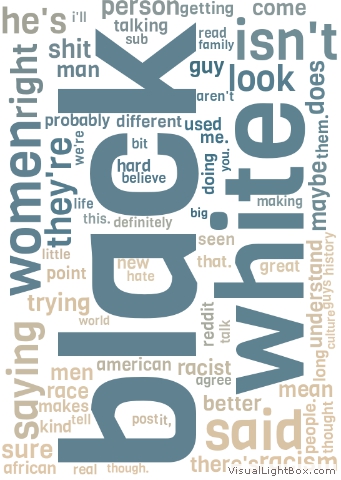 he's
i'll
person
getting
come
talking
sub
shit
man
read
family
isn't
guy
look
right
aren't
does
probably
different
used
me.
women
they're
we're
bit
hard
believe
doing
you.
maybe
them.
black
white
life
this.
definitely
big
making
seen
little
point
new
hate
that.
great
understand
guys
history
culture
long
trying
world
reddit
talk
saying
american
racist
agree
men
race
makes
kind
tell
post
it,
better
mean
said
people..
thought
sure
african
real
though.
there's
racism
VisualLightBox.com